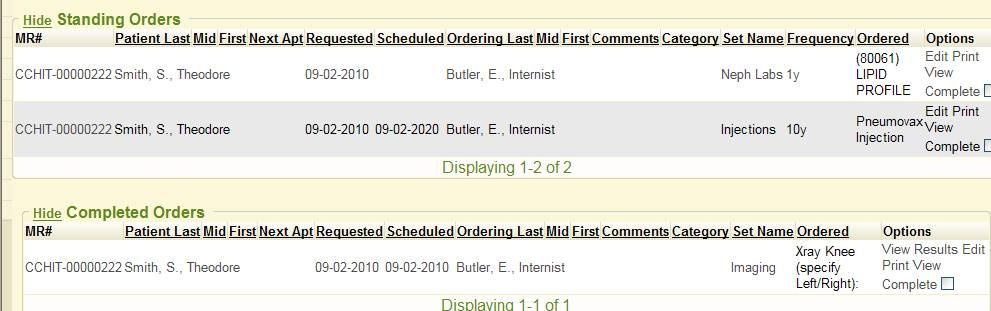 Hide Standing Orders
MR# Patient Last Mid First Next Apt Requested Scheduled Ordering Last Mid First Comments Category Set Name Frequency Ordered Options
CCHIT-00000222 Smith, S., Theodore 09-02-2010 Butler, E., Internist Neph Labs 1y (80061) LIPID PROFILE Edit Print View Complete
CCHIT-00000222 Smith, S., Theodore 09-02-2010 09-02-2020 Butler, E., Internist Injections 10y Pneumovax Injection Edit Print View Complete
Displaying 1-2 of 2
Hide Completed Orders
MR# Patient Last Mid First Next Apt Requested Scheduled Ordering Last Mid First Comments Category Set Name Ordered Options
CCHIT-00000222 Smith, S., Theodore 09-02-2010 09-02-2010 Butler, E., Internist Imaging Xray Knee (specify Left/Right): View Results Edit Print View Complete
Displaying 1-1 of 1